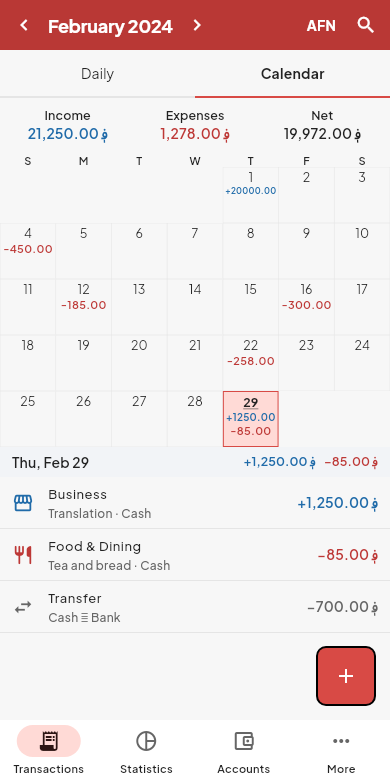 February 2024 AFN
Daily Calendar
Income Expenses Net
21,250.00؋ 1,278.00؋ 19,972.00؋
S M T W T F S
1 2 3
+20000.00
4 5 6 7 8 9 10
-450.00
11 12 13 14 15 16 17
-185.00 -300.00
18 19 20 21 22 23 24
-258.00
25 26 27 28 29
+1250.00
-85.00
Thu, Feb 29 +1,250.00؋ -85.00؋
Business
Translation · Cash
+1,250.00؋
Food & Dining
Tea and bread · Cash
-85.00؋
Transfer
Cash Ξ Bank
-700.00؋
+
Transactions Statistics Accounts More